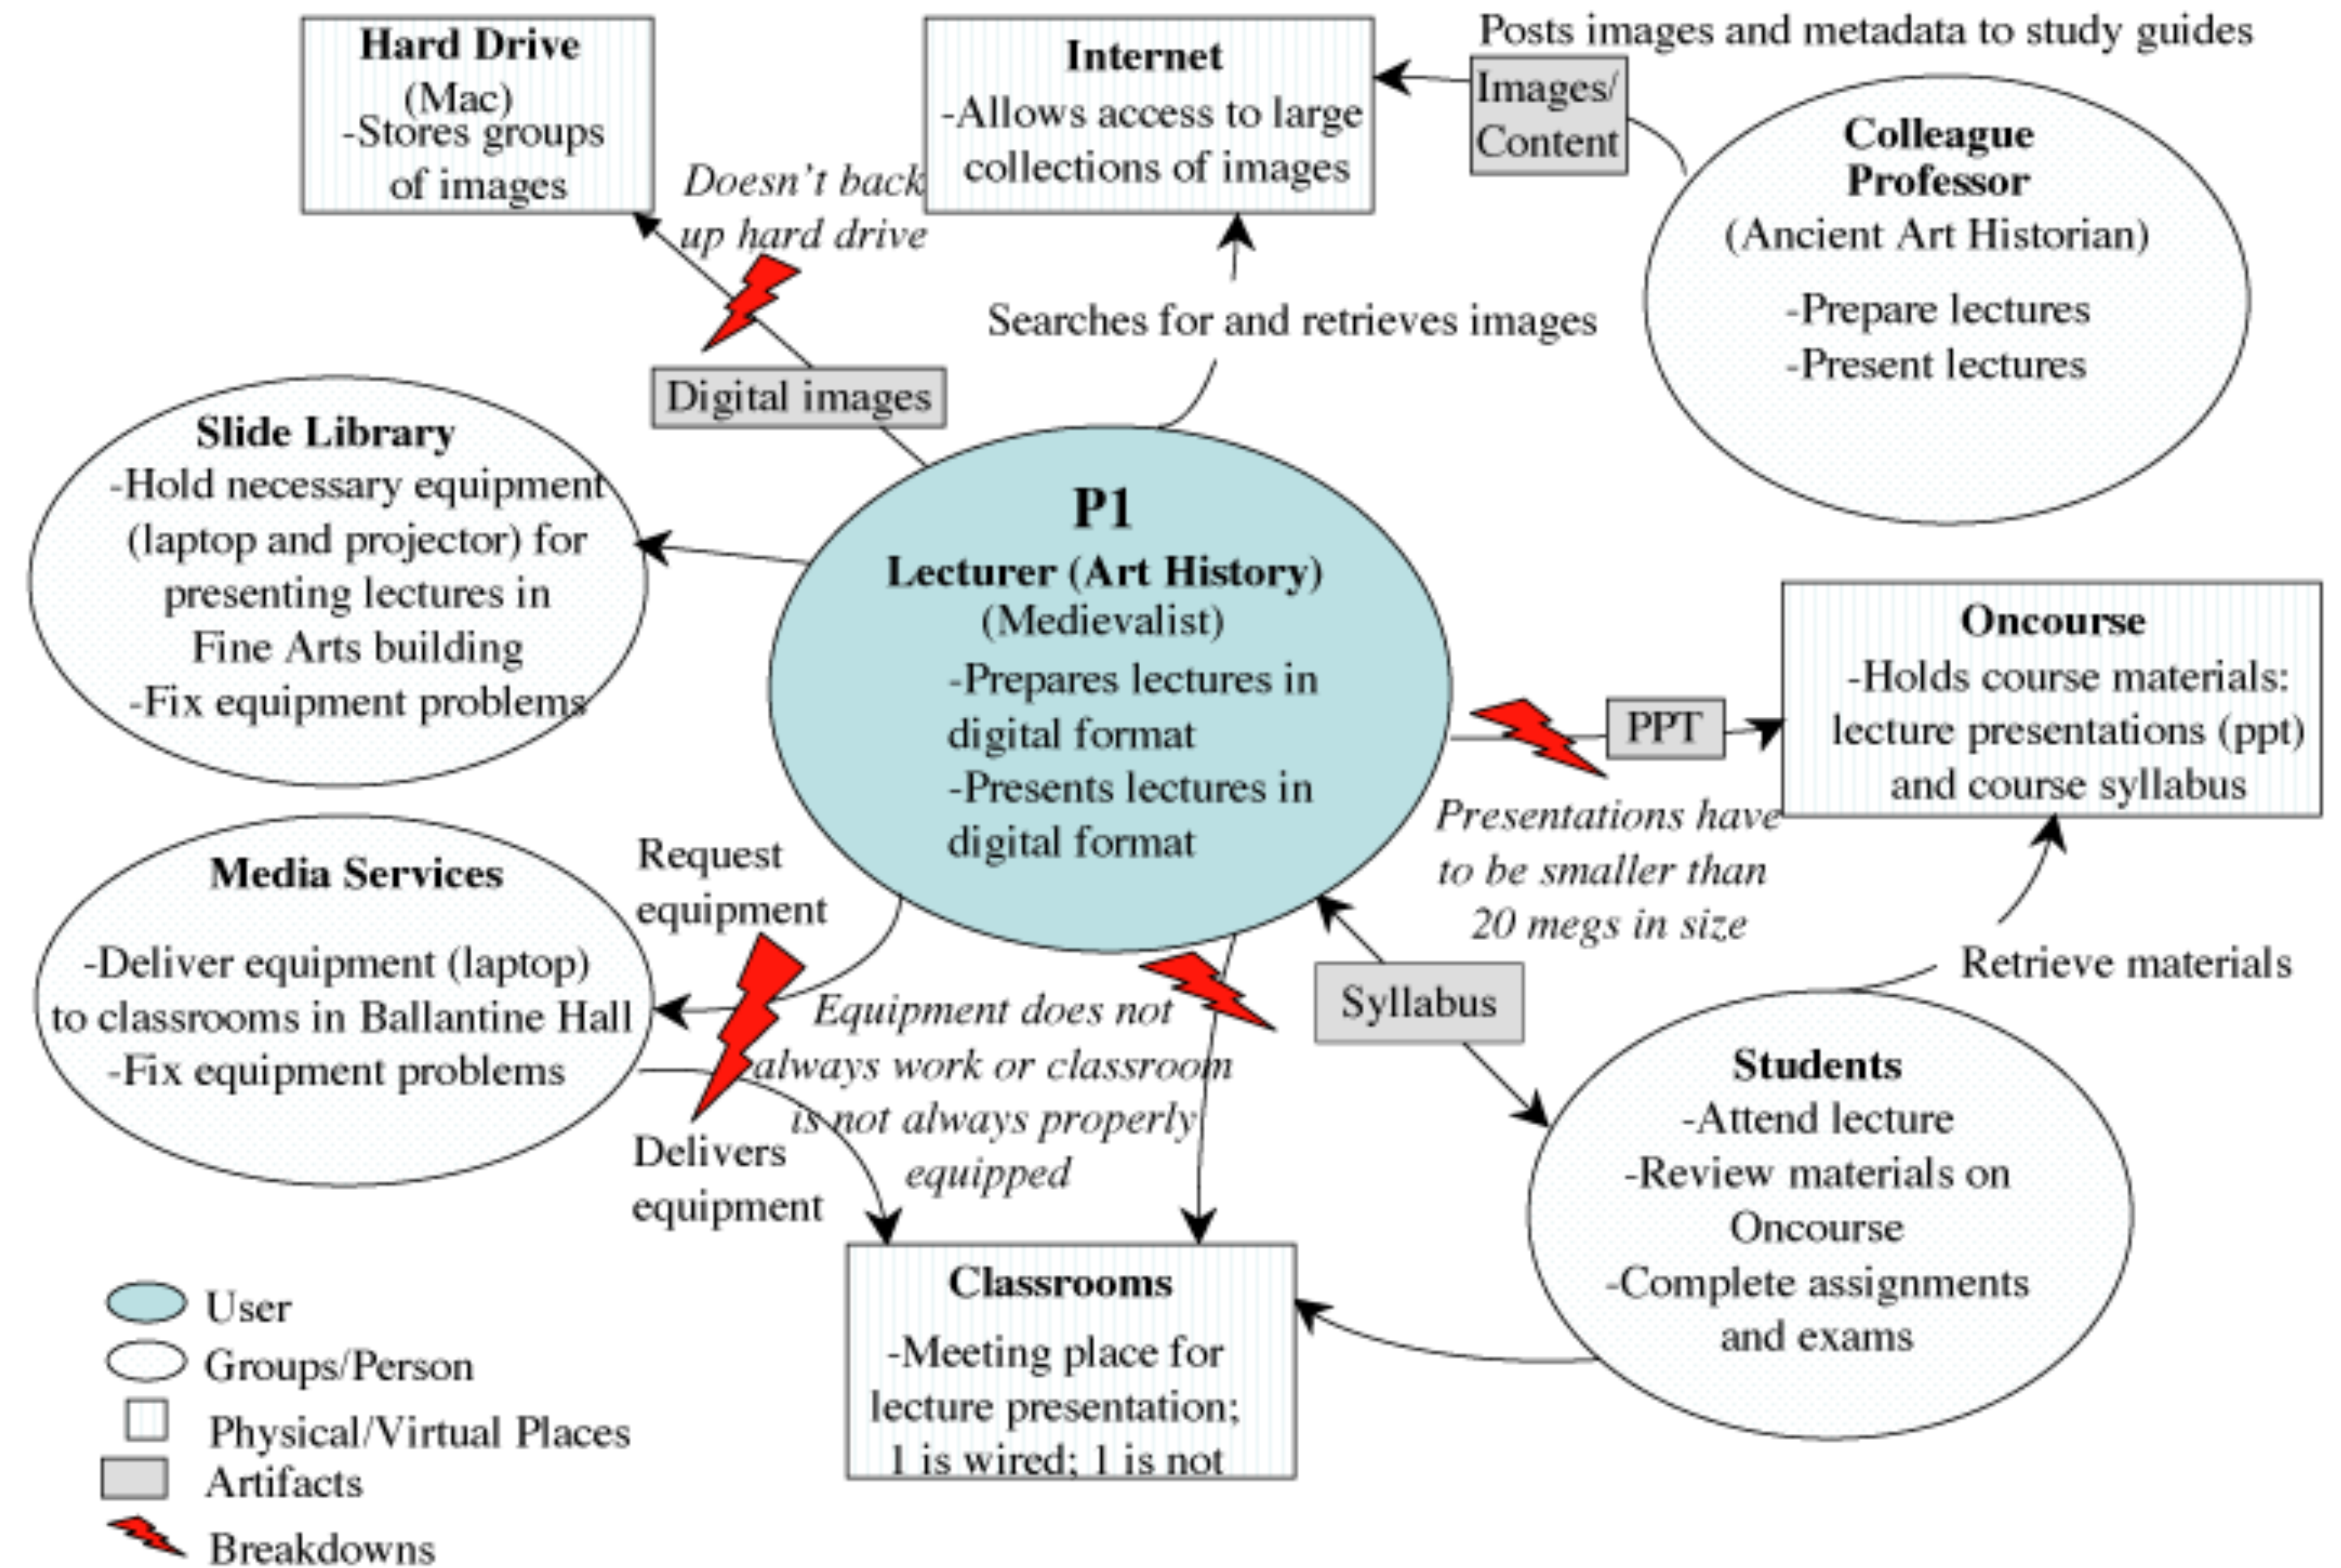 Hard Drive
(Mac)
-Stores groups
of images
Doesn't back
up hard drive
Digital images
Internet
-Allows access to large
collections of images
Searches for and retrieves images
Posts images and metadata to study guides
Images/
Content
Colleague
Professor
(Ancient Art Historian)
-Prepare lectures
-Present lectures
Slide Library
-Hold necessary equipment
(laptop and projector) for
presenting lectures in
Fine Arts building
-Fix equipment problems
P1
Lecturer (Art History)
(Medievalist)
-Prepares lectures in
digital format
-Presents lectures in
digital format
PPT
Presentations have
to be smaller than
20 megs in size
Oncourse
-Holds course materials:
lecture presentations (ppt)
and course syllabus
Retrieve materials
Media Services
-Deliver equipment (laptop)
to classrooms in Ballantine Hall
-Fix equipment problems
Request
equipment
Delivers
equipment
Equipment does not
always work or classroom
is not always properly
equipped
Syllabus
Students
-Attend lecture
-Review materials on
Oncourse
-Complete assignments
and exams
Classrooms
-Meeting place for
lecture presentation;
1 is wired; 1 is not
User
Groups/Person
Physical/Virtual Places
Artifacts
Breakdowns